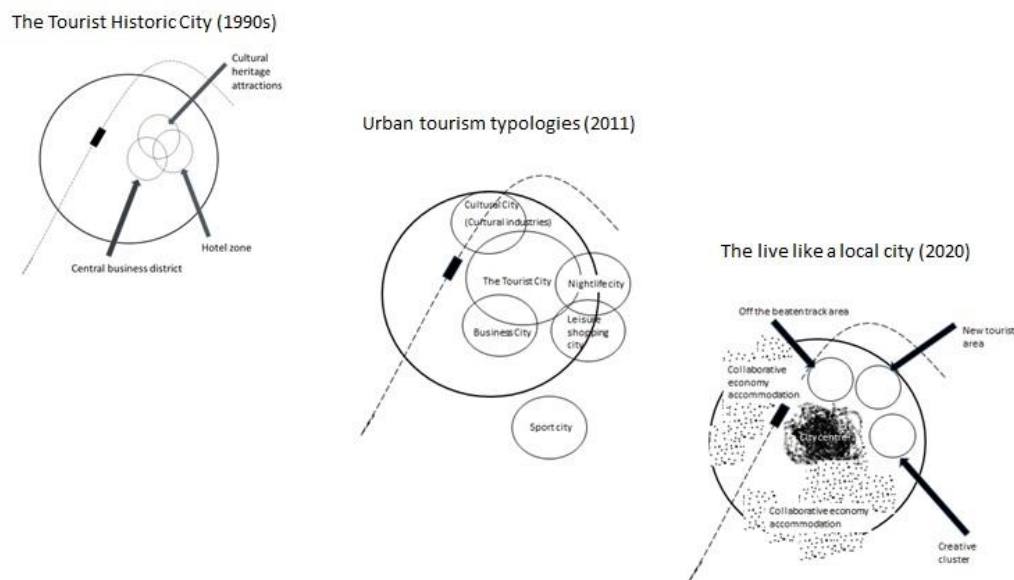 The Tourist Historic City (1990s)
Cultural
heritage
attractions
Hotel zone
Central business district
Urban tourism typologies (2011)
Cultural City
(Cultural industries)
The Tourist City
Nightlife city
Business City
Leisure
shopping
city
Sport city
The live like a local city (2020)
Off the beaten track area
New tourist
area
Collaborative
economy
accommodation
City centre
Collaborative economy
accommodation
Creative
cluster